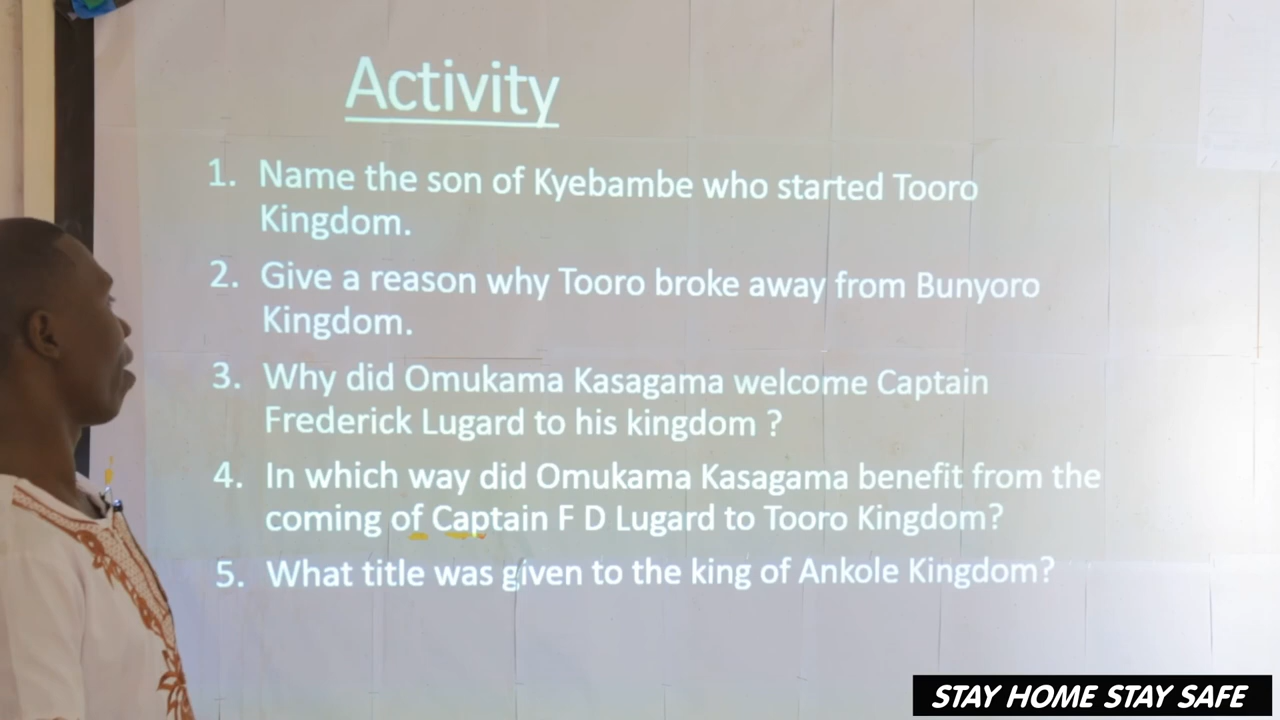 Activity
1. Name the son of Kyebambe who started Tooro
Kingdom.
2. Give a reason why Tooro broke away from Bunyoro
Kingdom.
3. Why did Omukama Kasagama welcome Captain
Frederick Lugard to his kingdom ?
4. In which way did Omukama Kasagama benefit from the
coming of Captain F D Lugard to Tooro Kingdom?
5. What title was given to the king of Ankole Kingdom?
STAY HOME STAY SAFE